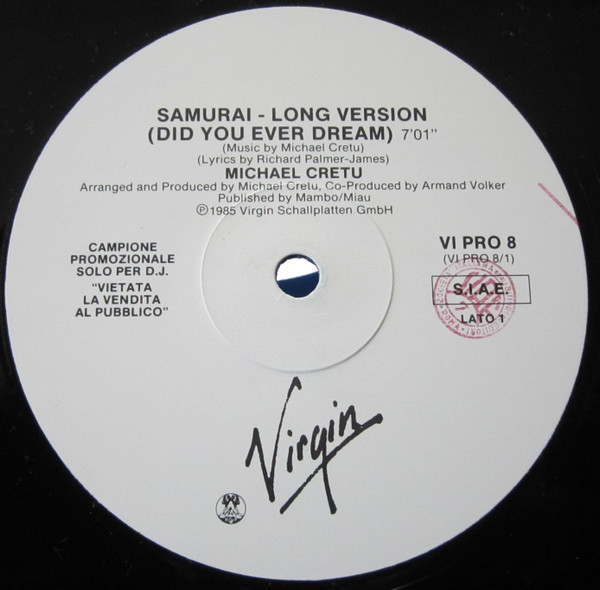 SAMURAI - LONG VERSION
(DID YOU EVER DREAM) 7'01"
(Music by Michael Cretu)
(Lyrics by Richard Palmer-James)
MICHAEL CRETU
Arranged and Produced by Michael Cretu, Co-Produced by Armand Volker
Published by Mambo/Miau
Ⓟ1985 Virgin Schallplatten GmbH
CAMPIONE
PROMOZIONALE
SOLO PER D.J.
"VIETATA
LA VENDITA
AL PUBBLICO"
VI PRO 8
(VI PRO 8/1)
S.I.A.E.
LATO 1
ROMA
Virgin